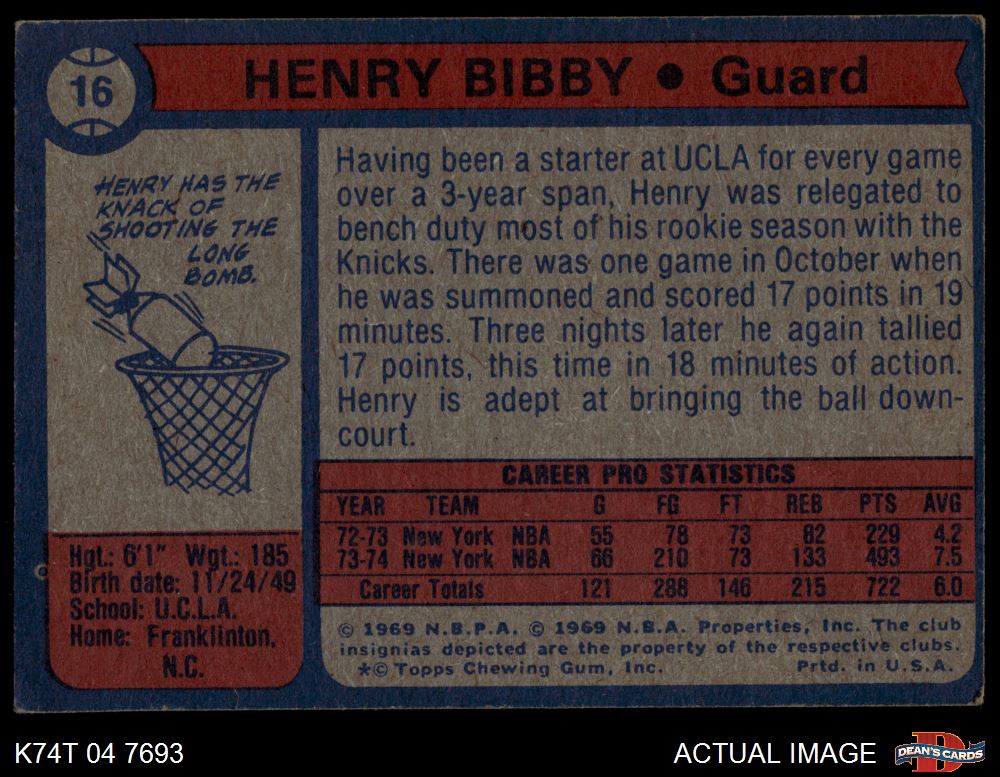 16
HENRY BIBBY • Guard
HENRY HAS THE
KNACK OF
SHOOTING THE
LONG
BOMB.
Having been a starter at UCLA for every game
over a 3-year span, Henry was relegated to
bench duty most of his rookie season with the
Knicks. There was one game in October when
he was summoned and scored 17 points in 19
minutes. Three nights later he again tallied
17 points, this time in 18 minutes of action.
Henry is adept at bringing the ball down-
court.
Hgt.: 6'1" Wgt.: 185
Birth date: 11/24/49
School: U.C.L.A.
Home: Franklinton,
N.C.
CAREER PRO STATISTICS
YEAR TEAM G FG FT REB PTS AVG
72-73 New York NBA 55 78 73 82 229 4.2
73-74 New York NBA 66 210 73 133 493 7.5
Career Totals 121 288 146 215 722 6.0
© 1969 N.B.P.A. © 1969 N.B.A. Properties, Inc. The club
insignias depicted are the property of the respective clubs.
*© Topps Chewing Gum, Inc. Prtd. in U.S.A.
K74T 04 7693
ACTUAL IMAGE
D
DEAN'S CARDS